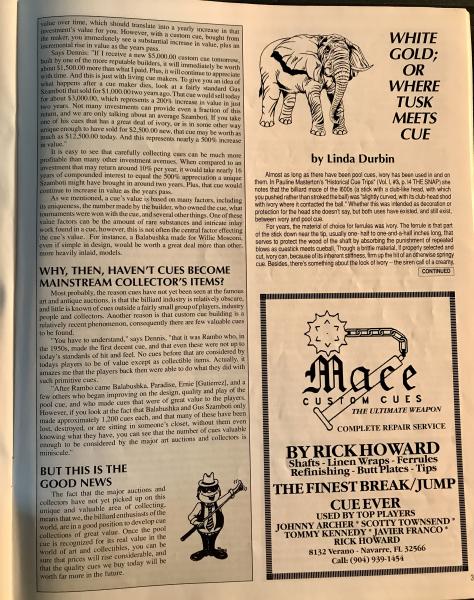 value over time, which should translate into a yearly increase in that
investment's value for you. However, with a custom cue, bought from
the maker, you immediately see a substantial increase in value, plus an
incremental rise in value as the years pass.
Says Dennis: "If I receive a new $5,000.00 custom cue tomorrow,
built by one of the more reputable builders, it will immediately be worth
about $1,500.00 more than what I paid. Plus, it will continue to appreciate
with time. And this is just with living cue makers. To give you an idea of
what happens after a cue maker dies, look at a fairly standard Gus
Szamboti that sold for $1,000.00 two years ago. That cue would sell today
for about $3,000.00, which represents a 200% increase in value in just
two years. Not many investments can provide even a fraction of this
return, and we are only talking about an average Szamboti. If you take
one of his cues that has a great deal of ivory, or is in some other way
unique enough to have sold for $2,500.00 new, that cue may be worth as
much as $12,500.00 today. And this represents nearly a 500% increase
in value."
It is easy to see that carefully collecting cues can be much more
profitable than many other investment avenues. When compared to an
investment that may return around 10% per year, it would take nearly 16
years of compounded interest to equal the 500% appreciation a unique
Szamboti might have brought in around two years. Plus, that cue would
continue to increase in value as the years pass.
As we mentioned, a cue's value is based on many factors, including
its uniqueness, the number made by the builder, who owned the cue, what
tournaments were won with the cue, and several other things. One of these
value factors can be the amount of rare substances and intricate inlay
work found in a cue, however, this is not often the central factor effecting
the cue's value. For instance, a Balabushka made for Willie Mosconi,
even if simple in design, would be worth a great deal more than other,
more heavily inlaid, models.
WHY, THEN, HAVEN'T CUES BECOME
MAINSTREAM COLLECTOR'S ITEMS?
Most probably, the reason cues have not yet been seen at the famous
art and antique auctions, is that the billiard industry is relatively obscure,
and little is known of cues outside a fairly small group of players, industry
people and collectors. Another reason is that custom cue building is a
relatively recent phenomenon, consequently there are few valuable cues
to be found.
"You have to understand," says Dennis, "that it was Rambo who, in
the 1950s, made the first decent cue, and that even these were not up to
today's standards of hit and feel. No cues before that are considered by
todays players to be of value except as collectible items. Actually, it
amazes me that the players back then were able to do what they did with
such primitive cues.
"After Rambo came Balabushka, Paradise, Ernie [Gutierrez], and a
few others who began improving on the design, quality and play of the
pool cue, and who made cues that were of great value to the players.
However, if you look at the fact that Balabushka and Gus Szamboti only
made approximately 1,200 cues each, and that many of these have been
lost, destroyed, or are sitting in someone's closet, without them even
knowing what they have, you can see that the number of cues valuable
enough to be considered by the major art auctions and collectors is
miniscule."
BUT THIS IS THE
GOOD NEWS
The fact that the major auctions and
collectors have not yet picked up on this
unique and valuable area of collecting,
means that we, the billiard enthusiasts of the
world, are in a good position to develop cue
collections of great value. Once the pool
cue is recognized for its real value in the
world of art and collectibles, you can be
sure that prices will rise considerable, and
that the quality cues we buy today will be
worth far more in the future.
WHITE
GOLD;
OR
WHERE
TUSK
MEETS
CUE
by Linda Durbin
Almost as long as there have been pool cues, ivory has been used in and on
them. In Pauline Masterton's "Historical Cue Tips" (Vol. I, #3, p.14 THE SNAP) she
notes that the billiard mace of the 1600s (a stick with a club-like head, with which
you pushed rather than stroked the ball) was "slightly curved, with its club-head shod
with ivory where it contacted the ball." Whether this was intended as decoration or
protection for the head she doesn't say, but both uses have existed, and still exist,
between ivory and pool cue.
For years, the material of choice for ferrules was ivory. The ferrule is that part
of the stick down near the tip, usually one- half to one-and-a-half inches long, that
serves to protect the wood of the shaft by absorbing the punishment of repeated
blows as cuestick meets cueball. Though a brittle material, if properly selected and
cut, ivory can, because of its inherent stiffness, firm up the hit of an otherwise springy
cue. Besides, there's something about the look of ivory – the slim cuff of a creamy,
CONTINUED
Mace
CUSTOM CUES
THE ULTIMATE WEAPON
COMPLETE REPAIR SERVICE
BY RICK HOWARD
Shafts - Linen Wraps - Ferrules
Refinishing - Butt Plates - Tips
THE FINEST BREAK/JUMP
CUE EVER
USED BY TOP PLAYERS
JOHNNY ARCHER * SCOTTY TOWNSEND *
TOMMY KENNEDY * JAVIER FRANCO *
RICK HOWARD
8132 Verano - Navarre, FL 32566
Call: (904) 939-1454